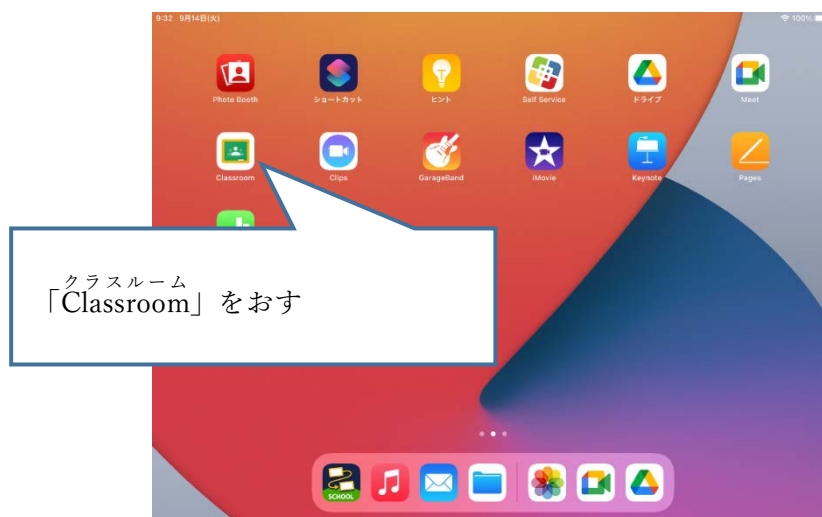 9:32 9月14日(火)
100%
Photo Booth
ショートカット
ヒント
Self Service
ドライブ
Meet
Classroom
Clips
GarageBand
iMovie
Keynote
Pages
クラスルーム
「Classroom」をおす
SCHOOL